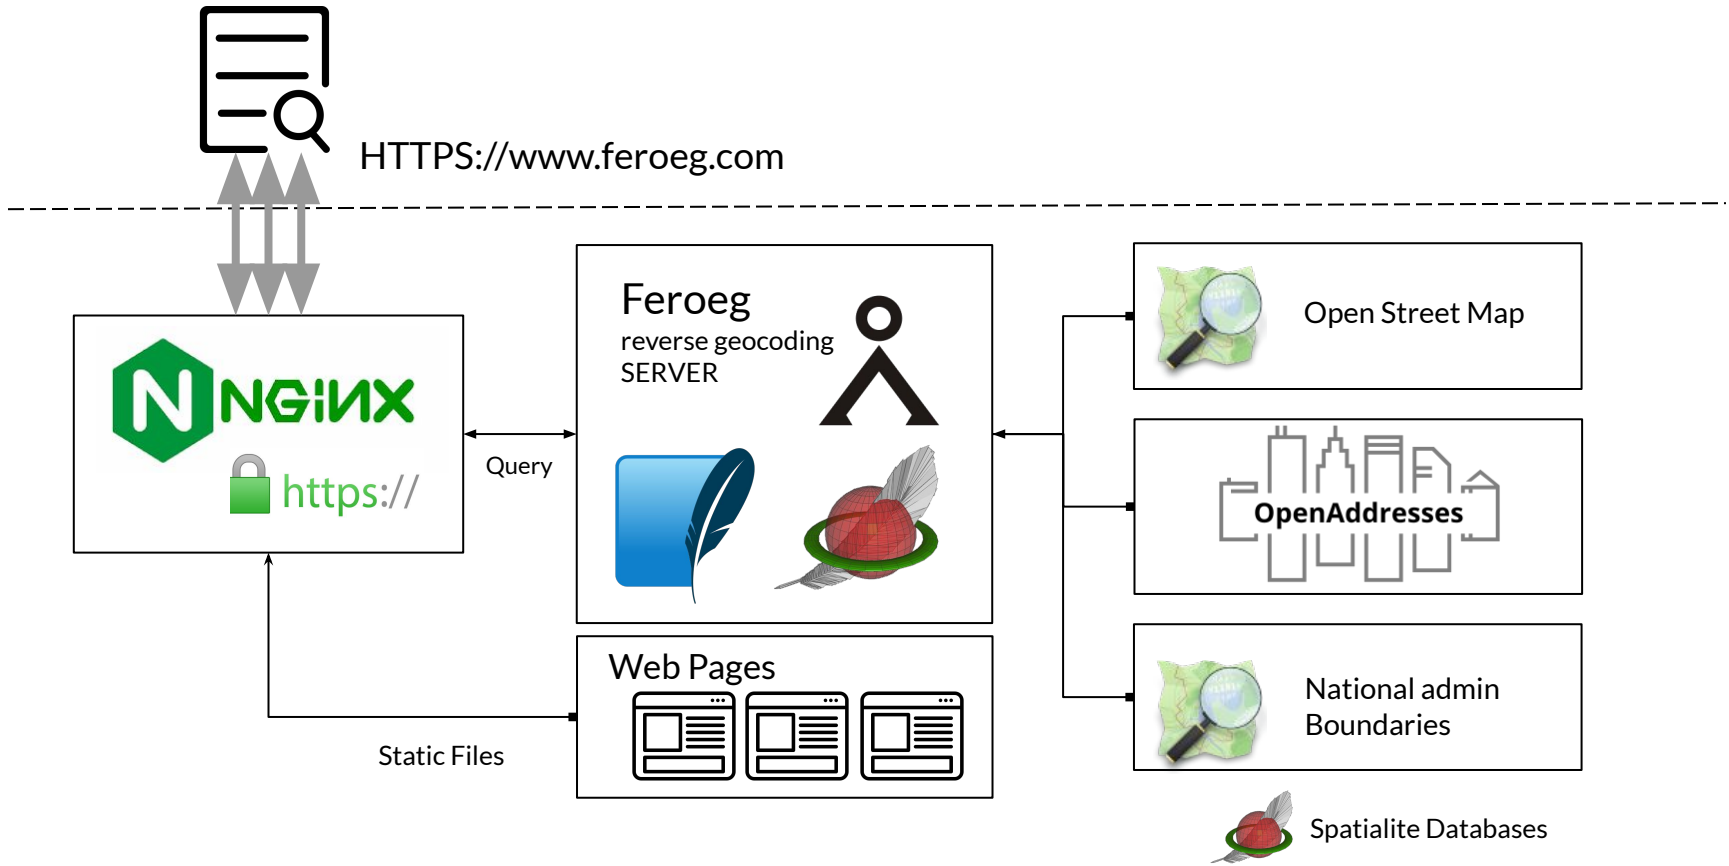 HTTPS://www.feroeg.com
N NGiNX
https://
Query
Feroeg
reverse geocoding
SERVER
Open Street Map
OpenAddresses
National admin
Boundaries
Web Pages
Static Files
Spatialite Databases